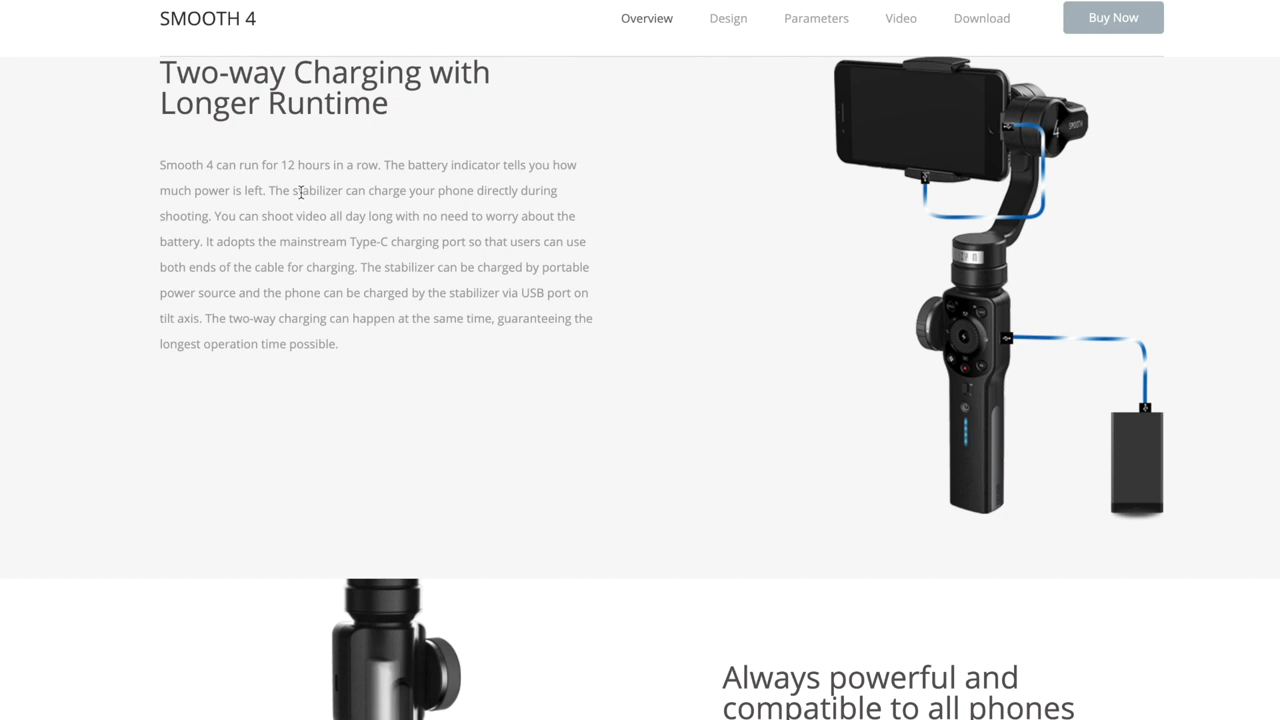 SMOOTH 4
Overview
Design
Parameters
Video
Download
Buy Now
Two-way Charging with
Longer Runtime
Smooth 4 can run for 12 hours in a row. The battery indicator tells you how
much power is left. The stabilizer can charge your phone directly during
shooting. You can shoot video all day long with no need to worry about the
battery. It adopts the mainstream Type-C charging port so that users can use
both ends of the cable for charging. The stabilizer can be charged by portable
power source and the phone can be charged by the stabilizer via USB port on
tilt axis. The two-way charging can happen at the same time, guaranteeing the
longest operation time possible.
SMOOTH
4
Always powerful and
compatible to all phones